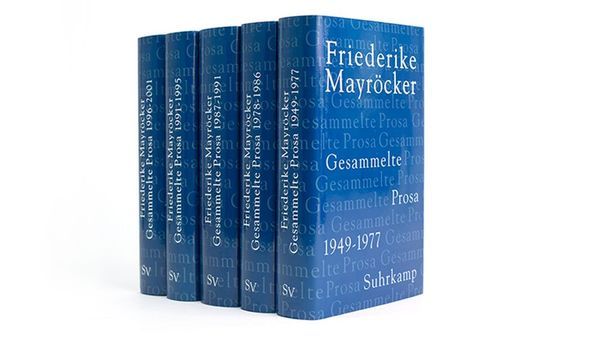 Friederike Mayröcker
Gesammelte Prosa 1996-2001
SV
Friederike Mayröcker
Gesammelte Prosa 1991-1995
SV
Friederike Mayröcker
Gesammelte Prosa 1987-1991
SV
Friederike Mayröcker
Gesammelte Prosa 1978-1986
SV
Friederike Mayröcker
Gesammelte Prosa 1949-1977
SV
Friederike
Mayröcker
Gesammelte
Prosa
1949-1977
Suhrkamp